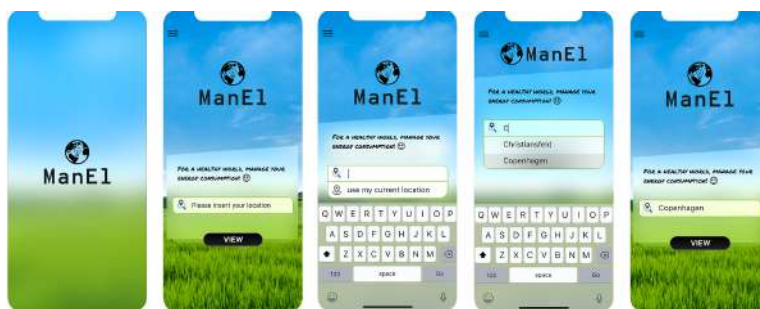 ManEl
ManEl
FOR A HEALTHY WORLD, MANAGE YOUR
ENERGY CONSUMPTION! 🙂
Please insert your location
VIEW
ManEl
FOR A HEALTHY WORLD, MANAGE YOUR
ENERGY CONSUMPTION! 🙂
use my current location
Q W E R T Y U I O P
A S D F G H J K L
Z X C V B N M
123 space Go
ManEl
FOR A HEALTHY WORLD, MANAGE YOUR
ENERGY CONSUMPTION! 🙂
C
Christiansfeld
Copenhagen
Q W E R T Y U I O P
A S D F G H J K L
Z X C V B N M
123 space Go
ManEl
FOR A HEALTHY WORLD, MANAGE YOUR
ENERGY CONSUMPTION! 🙂
Copenhagen
VIEW